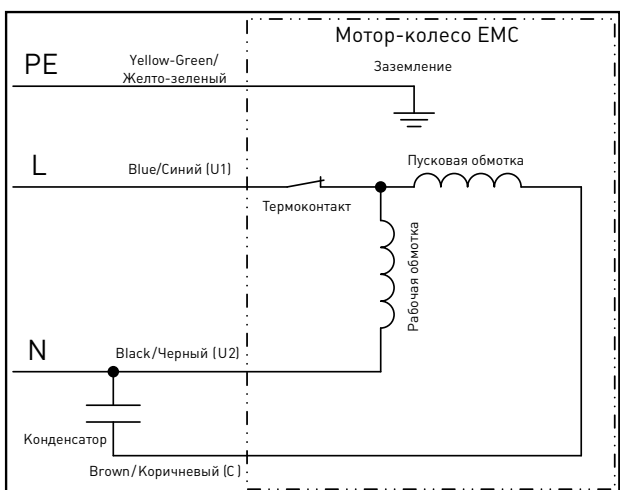 Мотор-колесо EMC
PE
Yellow-Green/
Желто-зеленый
Заземление
L
Blue/Синий (U1)
Пусковая обмотка
Термоконтакт
Рабочая обмотка
N
Black/Черный (U2)
Конденсатор
Brown/Коричневый (C)